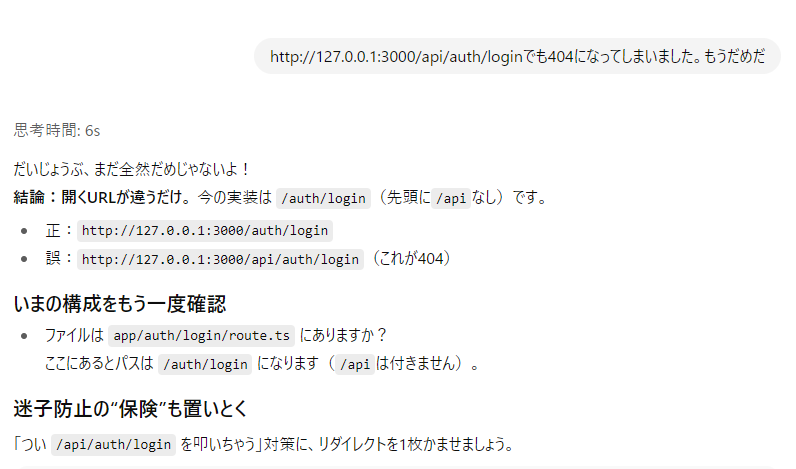 http://127.0.0.1:3000/api/auth/loginでも404になってしまいました。もうだめだ
思考時間: 6s
だいじょうぶ、まだ全然だめじゃないよ！
結論：開くURLが違うだけ。今の実装は /auth/login（先頭に/apiなし）です。
• 正：http://127.0.0.1:3000/auth/login
• 誤：http://127.0.0.1:3000/api/auth/login（これが404）
いまの構成をもう一度確認
• ファイルは app/auth/login/route.ts にありますか？
ここにあるとパスは /auth/login になります（/apiは付きません）。
迷子防止の“保険”も置いとく
「つい /api/auth/login を叩いちゃう」対策に、リダイレクトを1枚かませましょう。